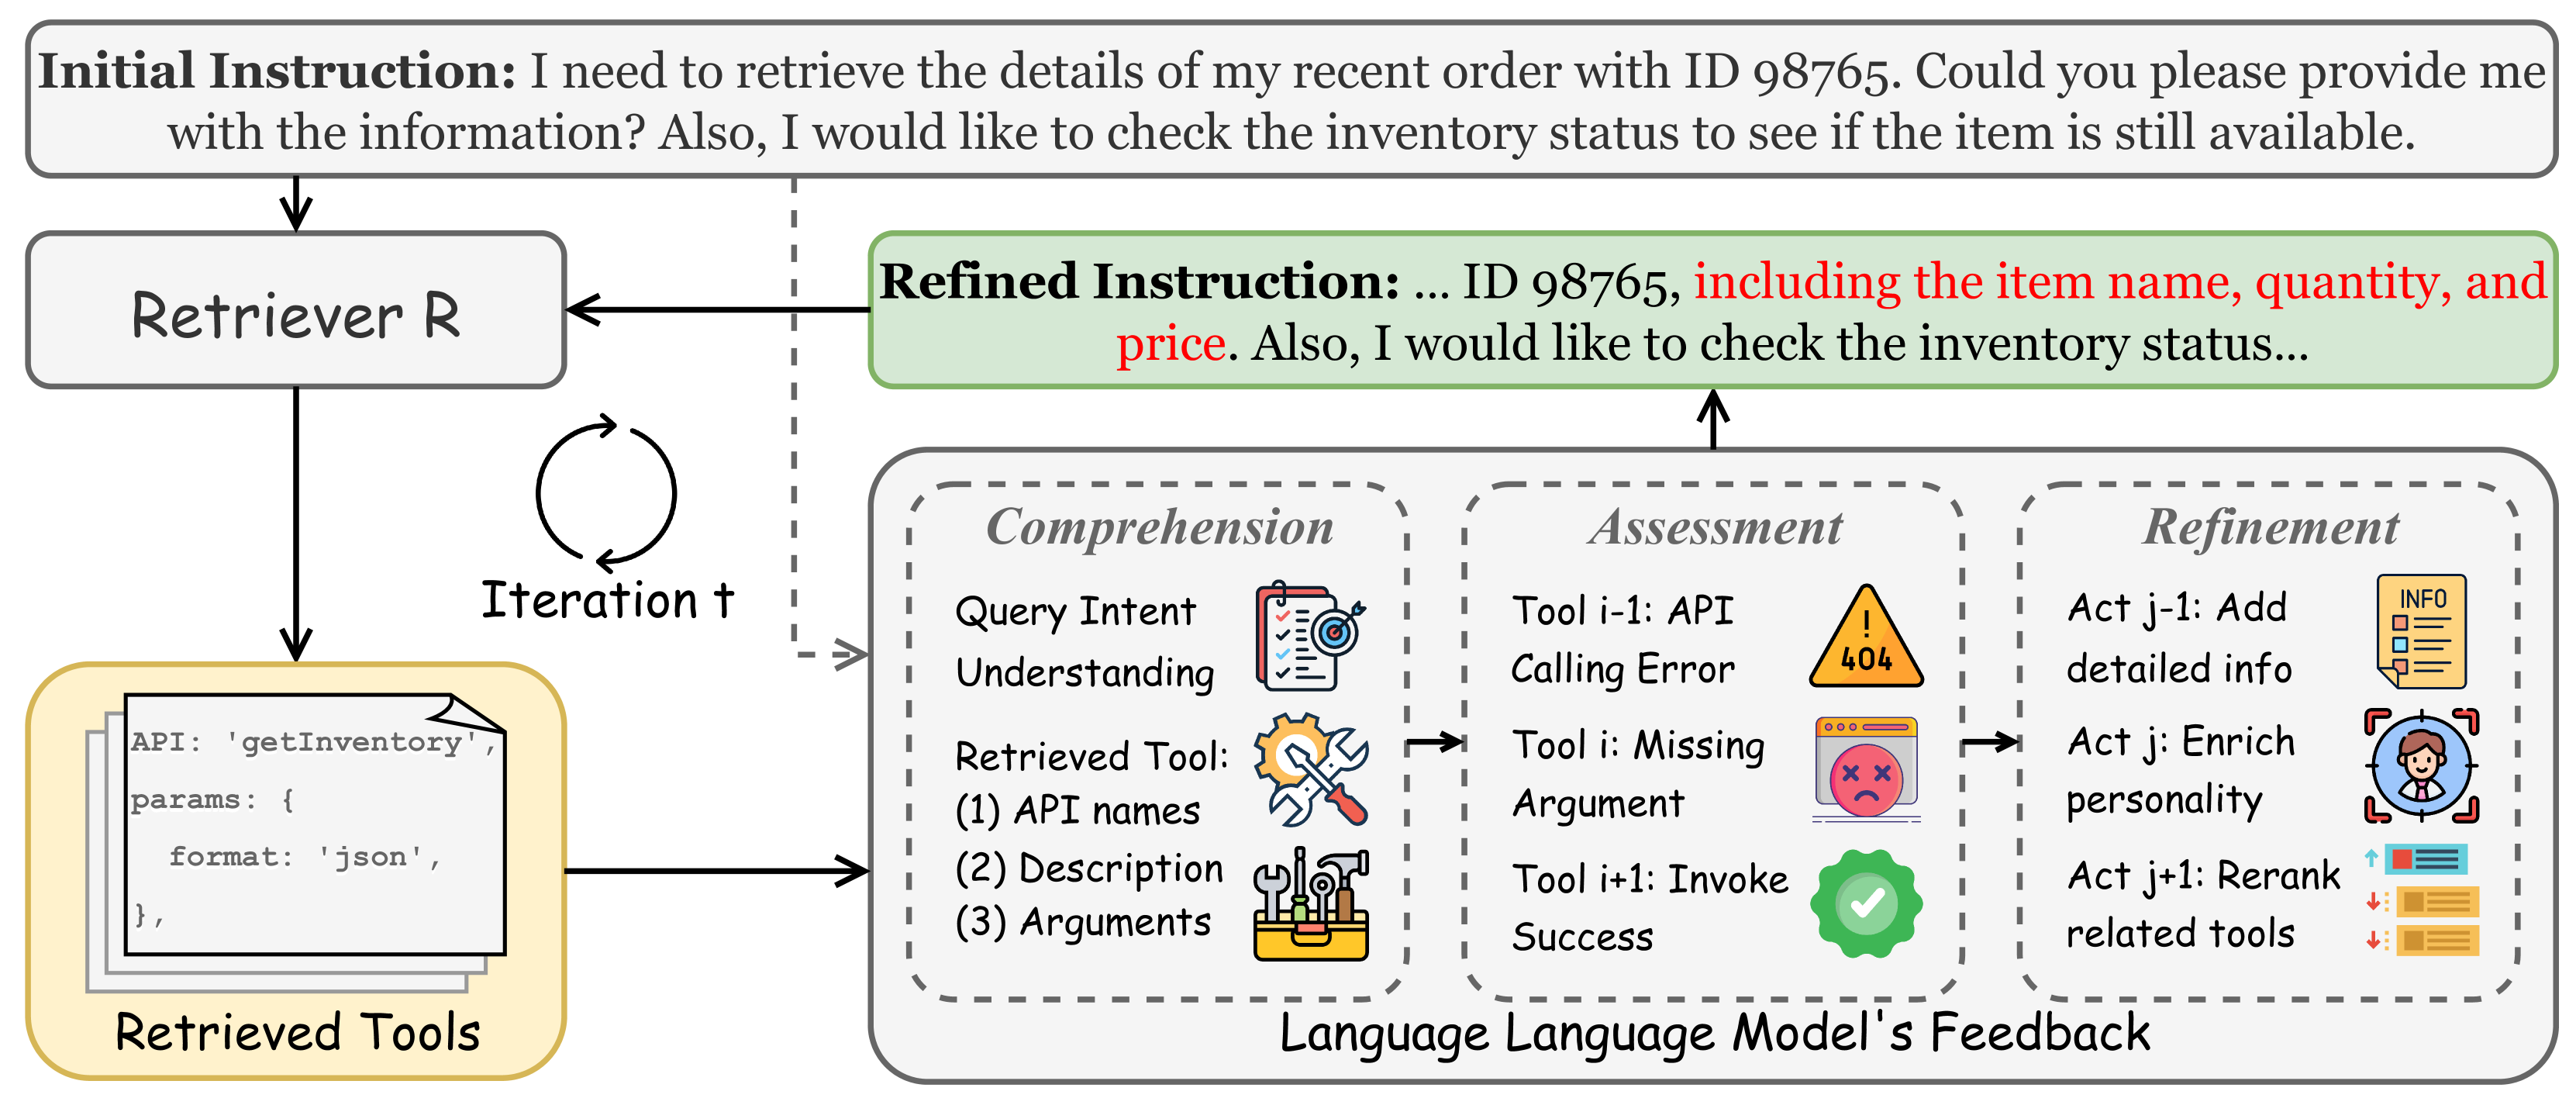 Initial Instruction: I need to retrieve the details of my recent order with ID 98765. Could you please provide me
with the information? Also, I would like to check the inventory status to see if the item is still available.
Retriever R
Refined Instruction: ... ID 98765, including the item name, quantity, and
price. Also, I would like to check the inventory status...
Iteration t
API: 'getInventory',
params: {
format: 'json',
},
Retrieved Tools
Comprehension
Query Intent
Understanding
Retrieved Tool:
(1) API names
(2) Description
(3) Arguments
Assessment
Tool i-1: API
Calling Error
!
404
Tool i: Missing
Argument
Tool i+1: Invoke
Success
Refinement
Act j-1: Add
detailed info
INFO
Act j: Enrich
personality
Act j+1: Rerank
related tools
Language Language Model's Feedback